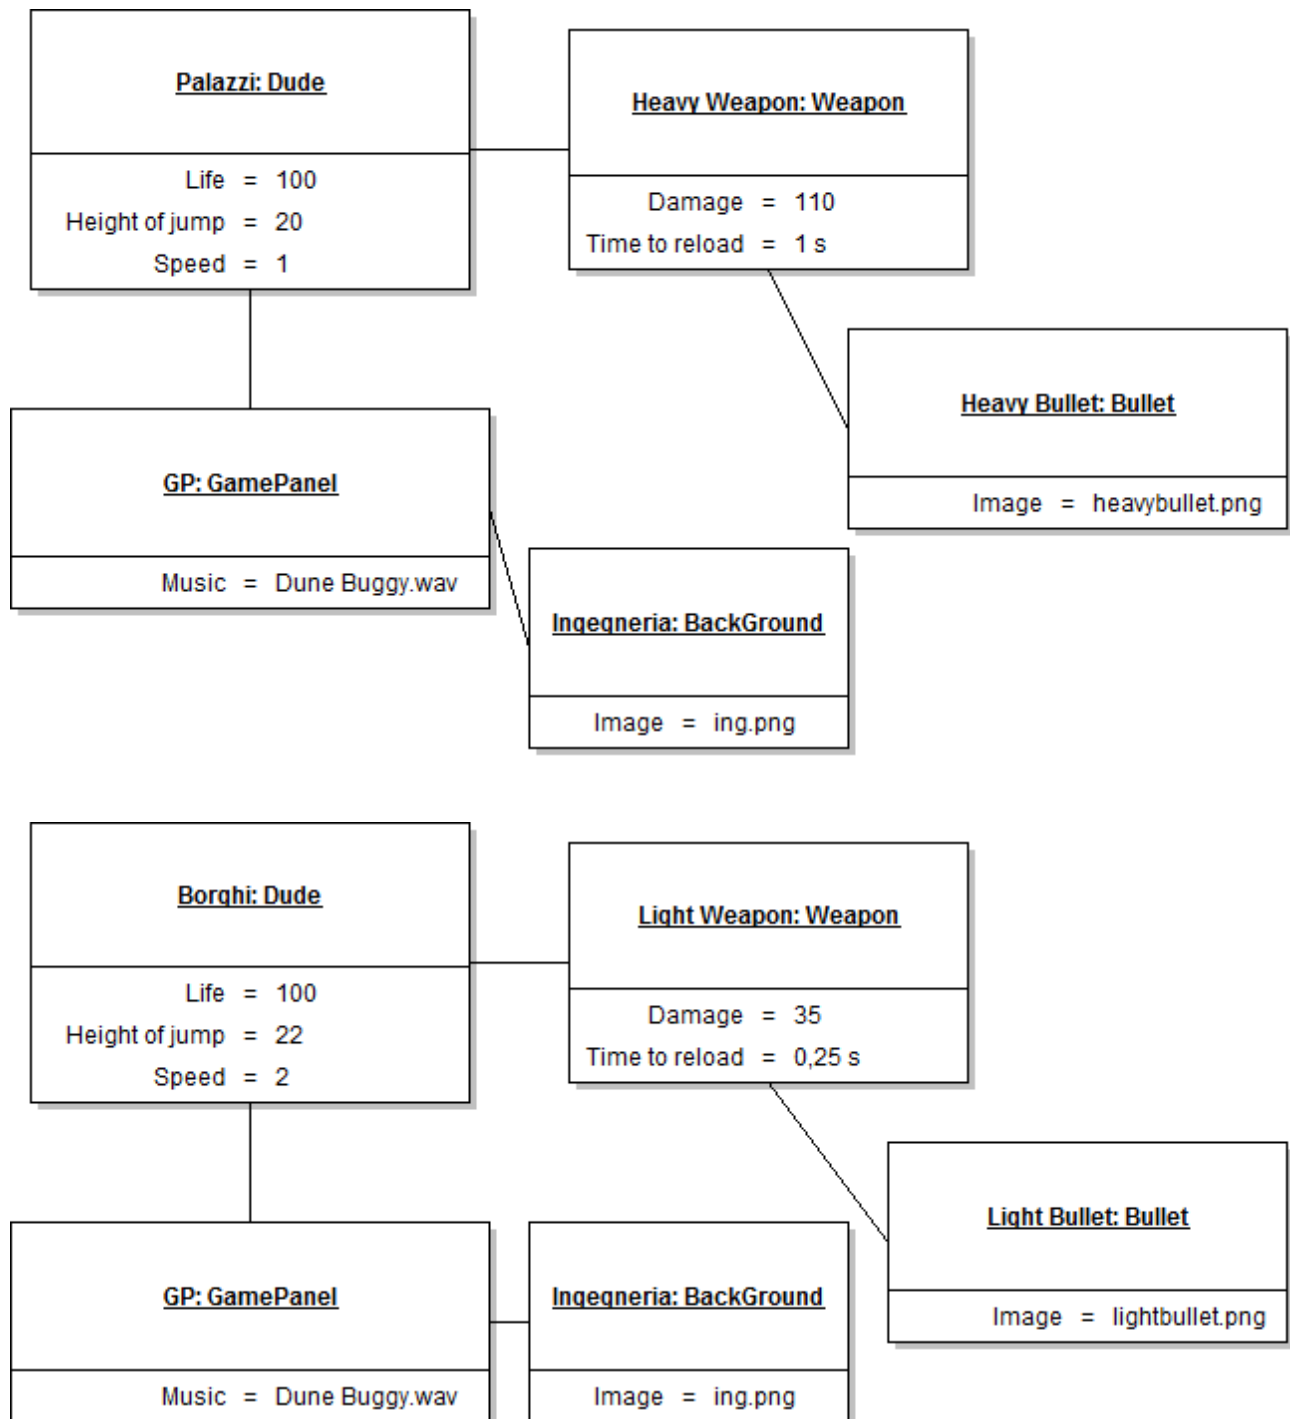 Palazzi: Dude
Life = 100
Height of jump = 20
Speed = 1
Heavy Weapon: Weapon
Damage = 110
Time to reload = 1 s
Heavy Bullet: Bullet
Image = heavybullet.png
GP: GamePanel
Music = Dune Buggy.wav
Ingegneria: BackGround
Image = ing.png
Borghi: Dude
Life = 100
Height of jump = 22
Speed = 2
Light Weapon: Weapon
Damage = 35
Time to reload = 0,25 s
Light Bullet: Bullet
Image = lightbullet.png
GP: GamePanel
Music = Dune Buggy.wav
Ingegneria: BackGround
Image = ing.png